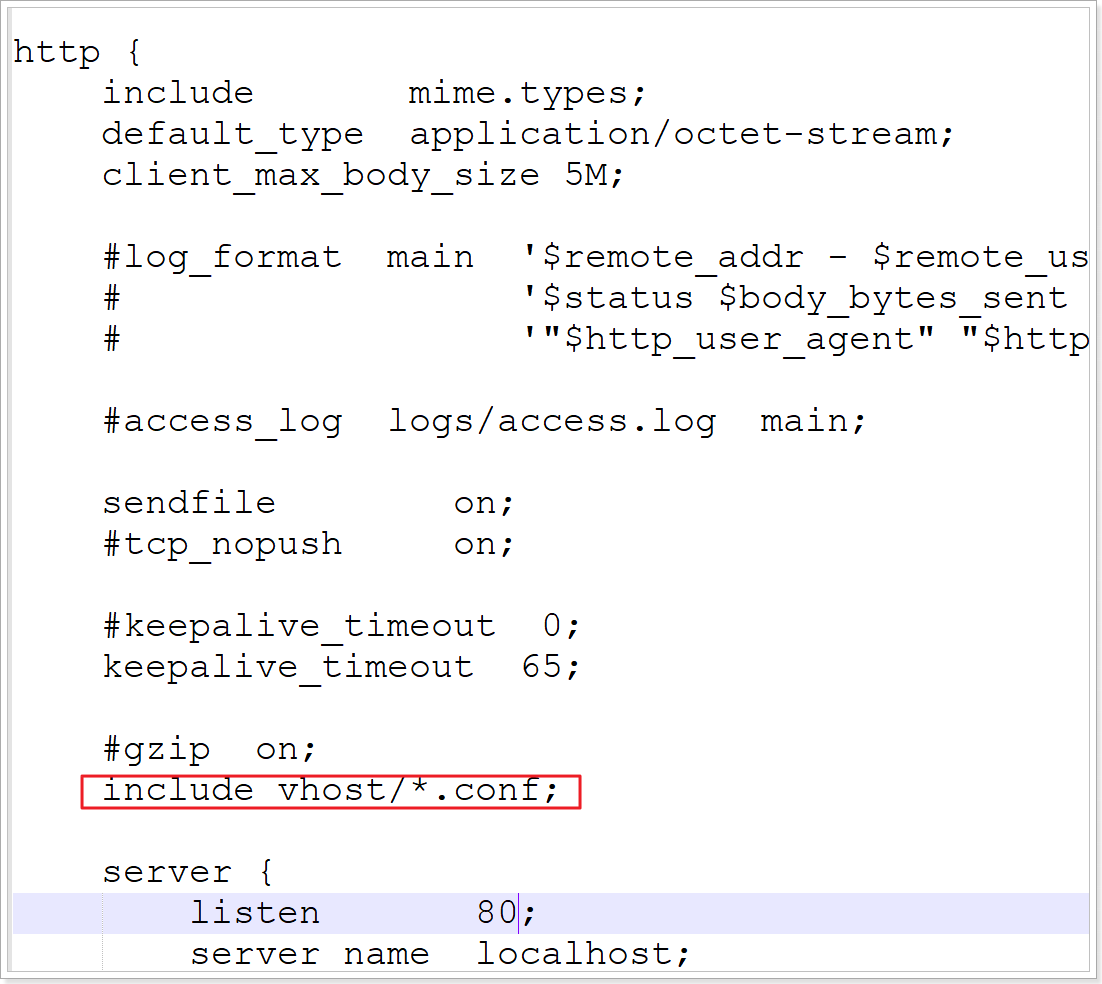 http {
    include       mime.types;
    default_type  application/octet-stream;
    client_max_body_size 5M;
    #log_format  main  '$remote_addr - $remote_us
    #                  '$status $body_bytes_sent
    #                  '"$http_user_agent" "$http
    #access_log  logs/access.log  main;
    sendfile        on;
    #tcp_nopush     on;
    #keepalive_timeout  0;
    keepalive_timeout  65;
    #gzip  on;
    include vhost/*.conf;
    server {
        listen       80;
        server_name  localhost;